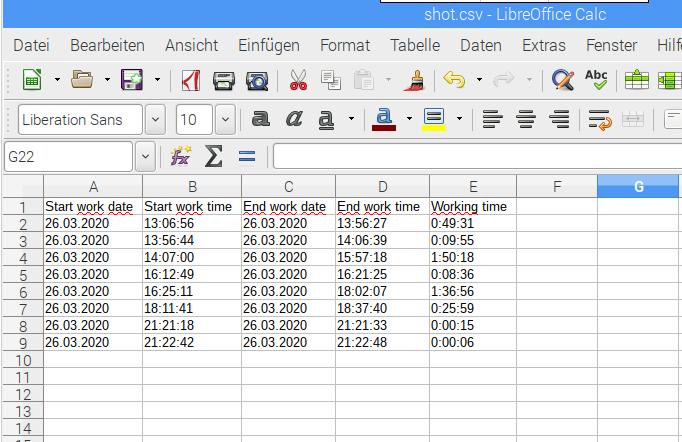 shot.csv - LibreOffice Calc
Datei Bearbeiten Ansicht Einfügen Format Tabelle Daten Extras Fenster
Abc
Liberation Sans 10 a a a a
G22 fx Σ =
A B C D E F G
1 Start work date Start work time End work date End work time Working time
2 26.03.2020 13:06:56 26.03.2020 13:56:27 0:49:31
3 26.03.2020 13:56:44 26.03.2020 14:06:39 0:09:55
4 26.03.2020 14:07:00 26.03.2020 15:57:18 1:50:18
5 26.03.2020 16:12:49 26.03.2020 16:21:25 0:08:36
6 26.03.2020 16:25:11 26.03.2020 18:02:07 1:36:56
7 26.03.2020 18:11:41 26.03.2020 18:37:40 0:25:59
8 26.03.2020 21:21:18 26.03.2020 21:21:33 0:00:15
9 26.03.2020 21:22:42 26.03.2020 21:22:48 0:00:06
10
11
12
13
14